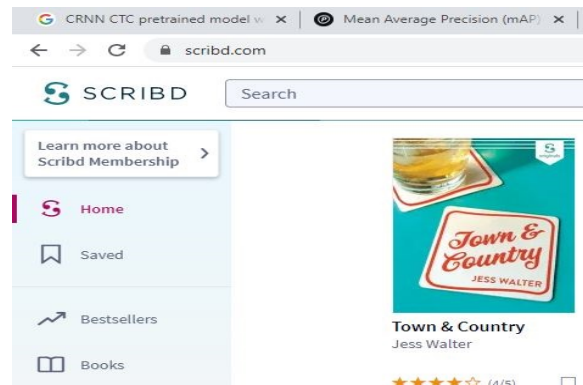 CRNN CTC pretrained model w
Mean Average Precision (mAP)
scribd.com
SCRIBD
Search
Learn more about
Scribd Membership
Home
Saved
Bestsellers
Books
S
originals
Town &
Country
JESS WALTER
Town & Country
Jess Walter
(4/5)